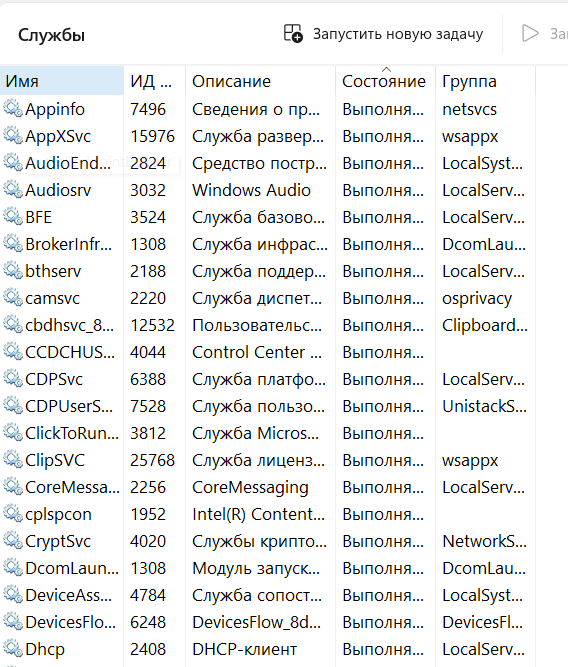 Службы Запустить новую задачу За
Имя ИД ... Описание Состояние Группа
Appinfo 7496 Сведения о пр... Выполня... netsvcs
AppXSvc 15976 Служба развер... Выполня... wsappx
AudioEnd... 2824 Средство постр... Выполня... LocalSyst...
Audiosrv 3032 Windows Audio Выполня... LocalServ...
BFE 3524 Служба базово... Выполня... LocalServ...
BrokerInfr... 1308 Служба инфрас... Выполня... DcomLau...
bthserv 2188 Служба поддер... Выполня... LocalServ...
camsvc 2220 Служба диспет... Выполня... osprivacy
cbdhsvc_8... 12532 Пользовательс... Выполня... Clipboard...
CCDCHUS... 4044 Control Center ... Выполня...
CDPSvc 6388 Служба платфо... Выполня... LocalServ...
CDPUserS... 7528 Служба пользо... Выполня... UnistackS...
ClickToRun... 3812 Служба Micros... Выполня...
ClipSVC 25768 Служба лиценз... Выполня... wsappx
CoreMessa... 2256 CoreMessaging Выполня... LocalServ...
cplspcon 1952 Intel(R) Content... Выполня...
CryptSvc 4020 Службы крипто... Выполня... NetworkS...
DcomLaun... 1308 Модуль запуск... Выполня... DcomLau...
DeviceAss... 4784 Служба сопост... Выполня... LocalSyst...
DevicesFlo... 6248 DevicesFlow_8d... Выполня... DevicesFl...
Dhcp 2408 DHCP-клиент Выполня... LocalServ...